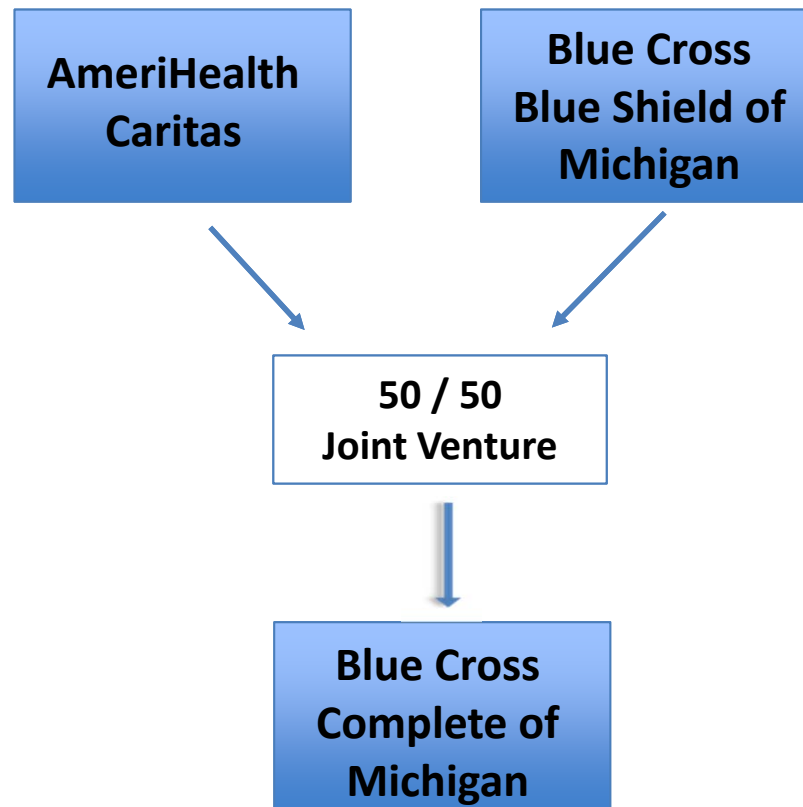 AmeriHealth
Caritas
Blue Cross
Blue Shield of
Michigan
50 / 50
Joint Venture
Blue Cross
Complete of
Michigan